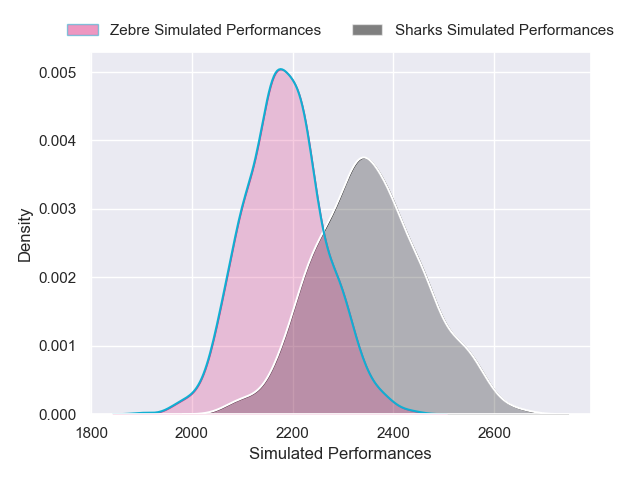 Zebre Simulated Performances
Sharks Simulated Performances
0.005
0.004
0.003
0.002
0.001
0.000
Density
1800
2000
2200
2400
2600
Simulated Performances